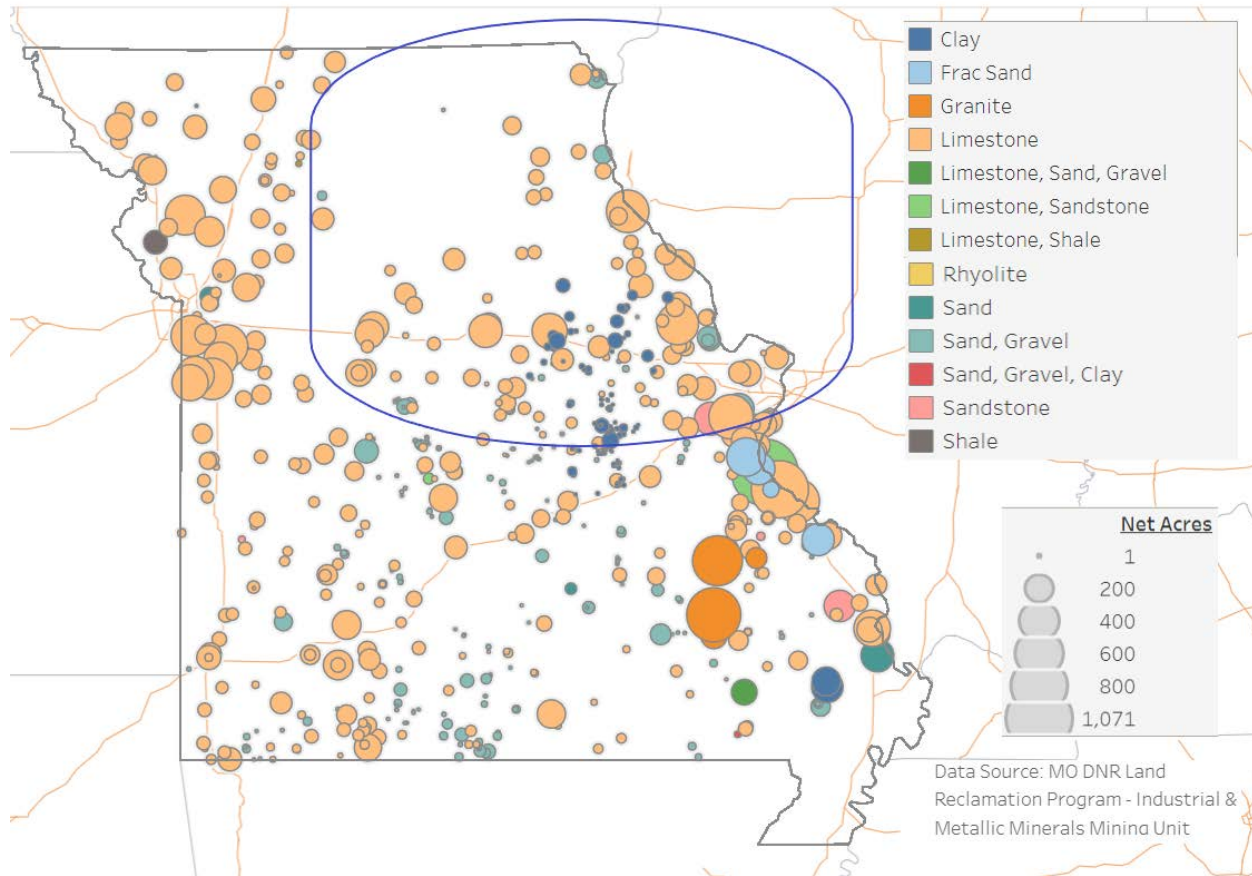 Clay
Frac Sand
Granite
Limestone
Limestone, Sand, Gravel
Limestone, Sandstone
Limestone, Shale
Rhyolite
Sand
Sand, Gravel
Sand, Gravel, Clay
Sandstone
Shale
Net Acres
1
200
400
600
800
1,071
Data Source: MO DNR Land
Reclamation Program - Industrial &
Metallic Minerals Mining Unit